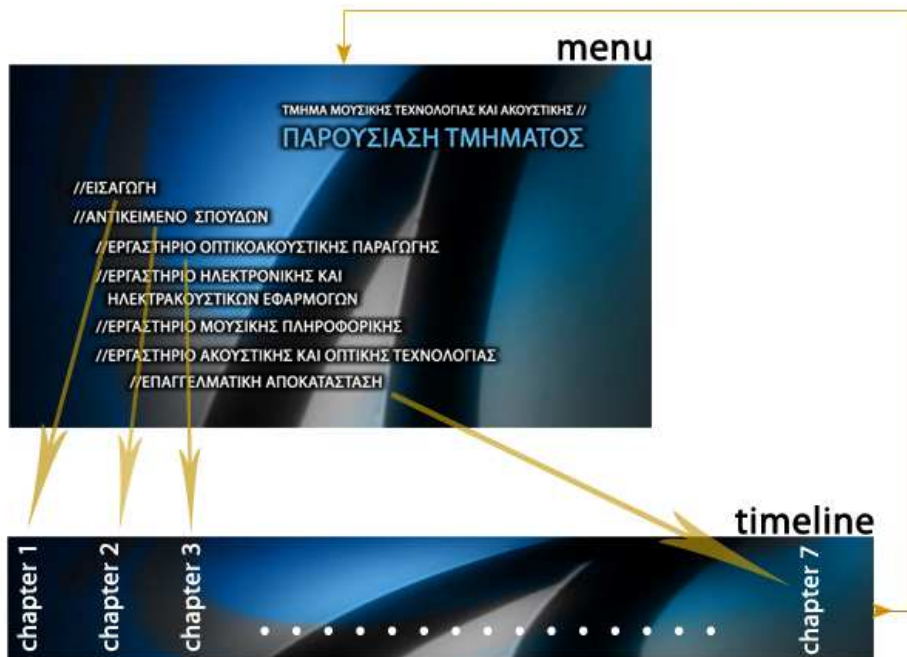 menu
ΤΜΗΜΑ ΜΟΥΣΙΚΗΣ ΤΕΧΝΟΛΟΓΙΑΣ ΚΑΙ ΑΚΟΥΣΤΙΚΗΣ //
ΠΑΡΟΥΣΙΑΣΗ ΤΜΗΜΑΤΟΣ
//ΕΙΣΑΓΩΓΗ
//ΑΝΤΙΚΕΙΜΕΝΟ ΣΠΟΥΔΩΝ
//ΕΡΓΑΣΤΗΡΙΟ ΟΠΤΙΚΟΑΚΟΥΣΤΙΚΗΣ ΠΑΡΑΓΩΓΗΣ
//ΕΡΓΑΣΤΗΡΙΟ ΗΛΕΚΤΡΟΝΙΚΗΣ ΚΑΙ
ΗΛΕΚΤΡΑΚΟΥΣΤΙΚΩΝ ΕΦΑΡΜΟΓΩΝ
//ΕΡΓΑΣΤΗΡΙΟ ΜΟΥΣΙΚΗΣ ΠΛΗΡΟΦΟΡΙΚΗΣ
//ΕΡΓΑΣΤΗΡΙΟ ΑΚΟΥΣΤΙΚΗΣ ΚΑΙ ΟΠΤΙΚΗΣ ΤΕΧΝΟΛΟΓΙΑΣ
//ΕΠΑΓΓΕΛΜΑΤΙΚΗ ΑΠΟΚΑΤΑΣΤΑΣΗ
timeline
chapter 1
chapter 2
chapter 3
chapter 7